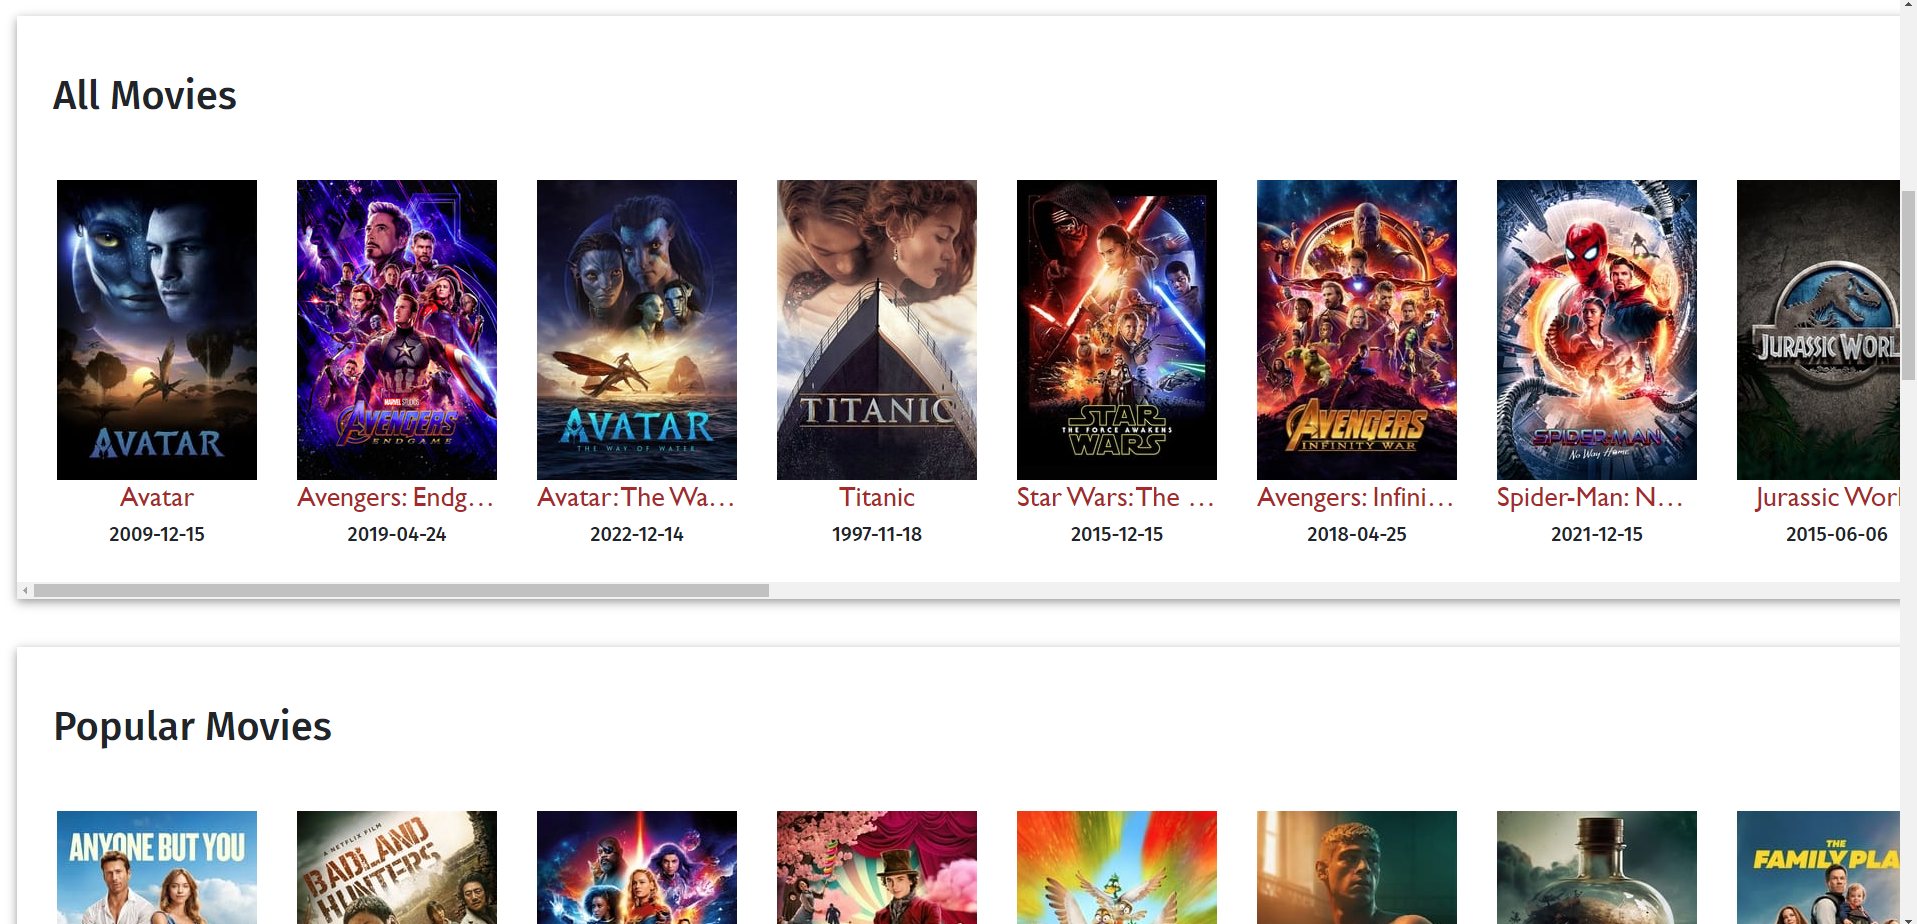 All Movies
AVATAR
MARVEL STUDIOS
AVENGERS
ENDGAME
AVATAR
THE WAY OF WATER
TITANIC
STAR
THE FORCE AWAKENS
WARS
AVENGERS
INFINITY WAR
SPIDER-MAN
No Way Home
JURASSIC WORL
Avatar
Avengers: Endg...
Avatar: The Wa...
Titanic
Star Wars: The ...
Avengers: Infini...
Spider-Man: N...
Jurassic Worl
2009-12-15
2019-04-24
2022-12-14
1997-11-18
2015-12-15
2018-04-25
2021-12-15
2015-06-06
Popular Movies
ANYONE BUT YOU
A NETFLIX FILM
BADLAND
HUNTERS
THE
FAMILY PLA